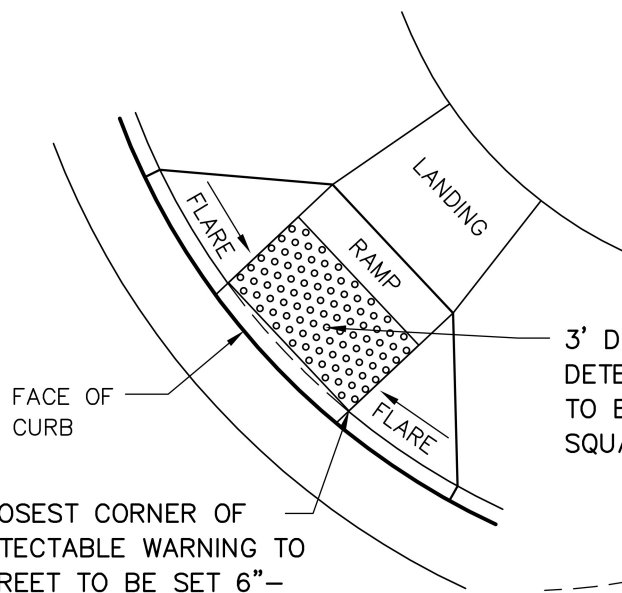 LANDING
FLARE
RAMP
3' D
DETE
TO B
SQUA
FACE OF
CURB
FLARE
OSEST CORNER OF
TECTABLE WARNING TO
REET TO BE SET 6"–